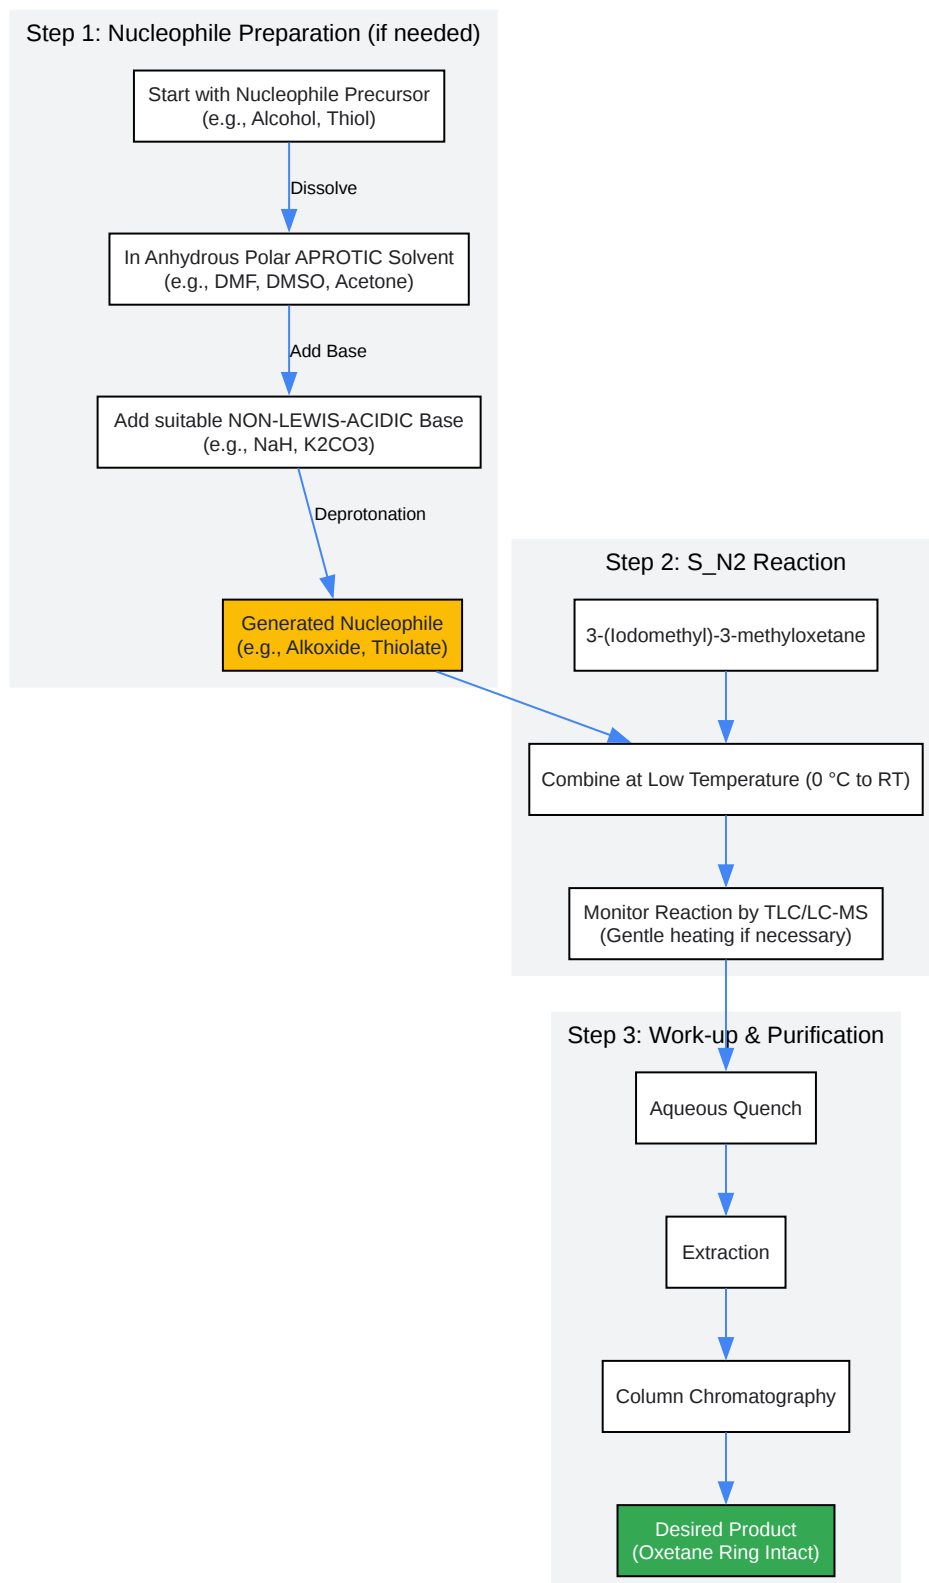 Step 1: Nucleophile Preparation (if needed)
Start with Nucleophile Precursor
(e.g., Alcohol, Thiol)
Dissolve
In Anhydrous Polar APROTIC Solvent
(e.g., DMF, DMSO, Acetone)
Add Base
Add suitable NON-LEWIS-ACIDIC Base
(e.g., NaH, K2CO3)
Deprotonation
Generated Nucleophile
(e.g., Alkoxide, Thiolate)
Step 2: S_N2 Reaction
3-(Iodomethyl)-3-methyloxetane
Combine at Low Temperature (0 °C to RT)
Monitor Reaction by TLC/LC-MS
(Gentle heating if necessary)
Step 3: Work-up & Purification
Aqueous Quench
Extraction
Column Chromatography
Desired Product
(Oxetane Ring Intact)